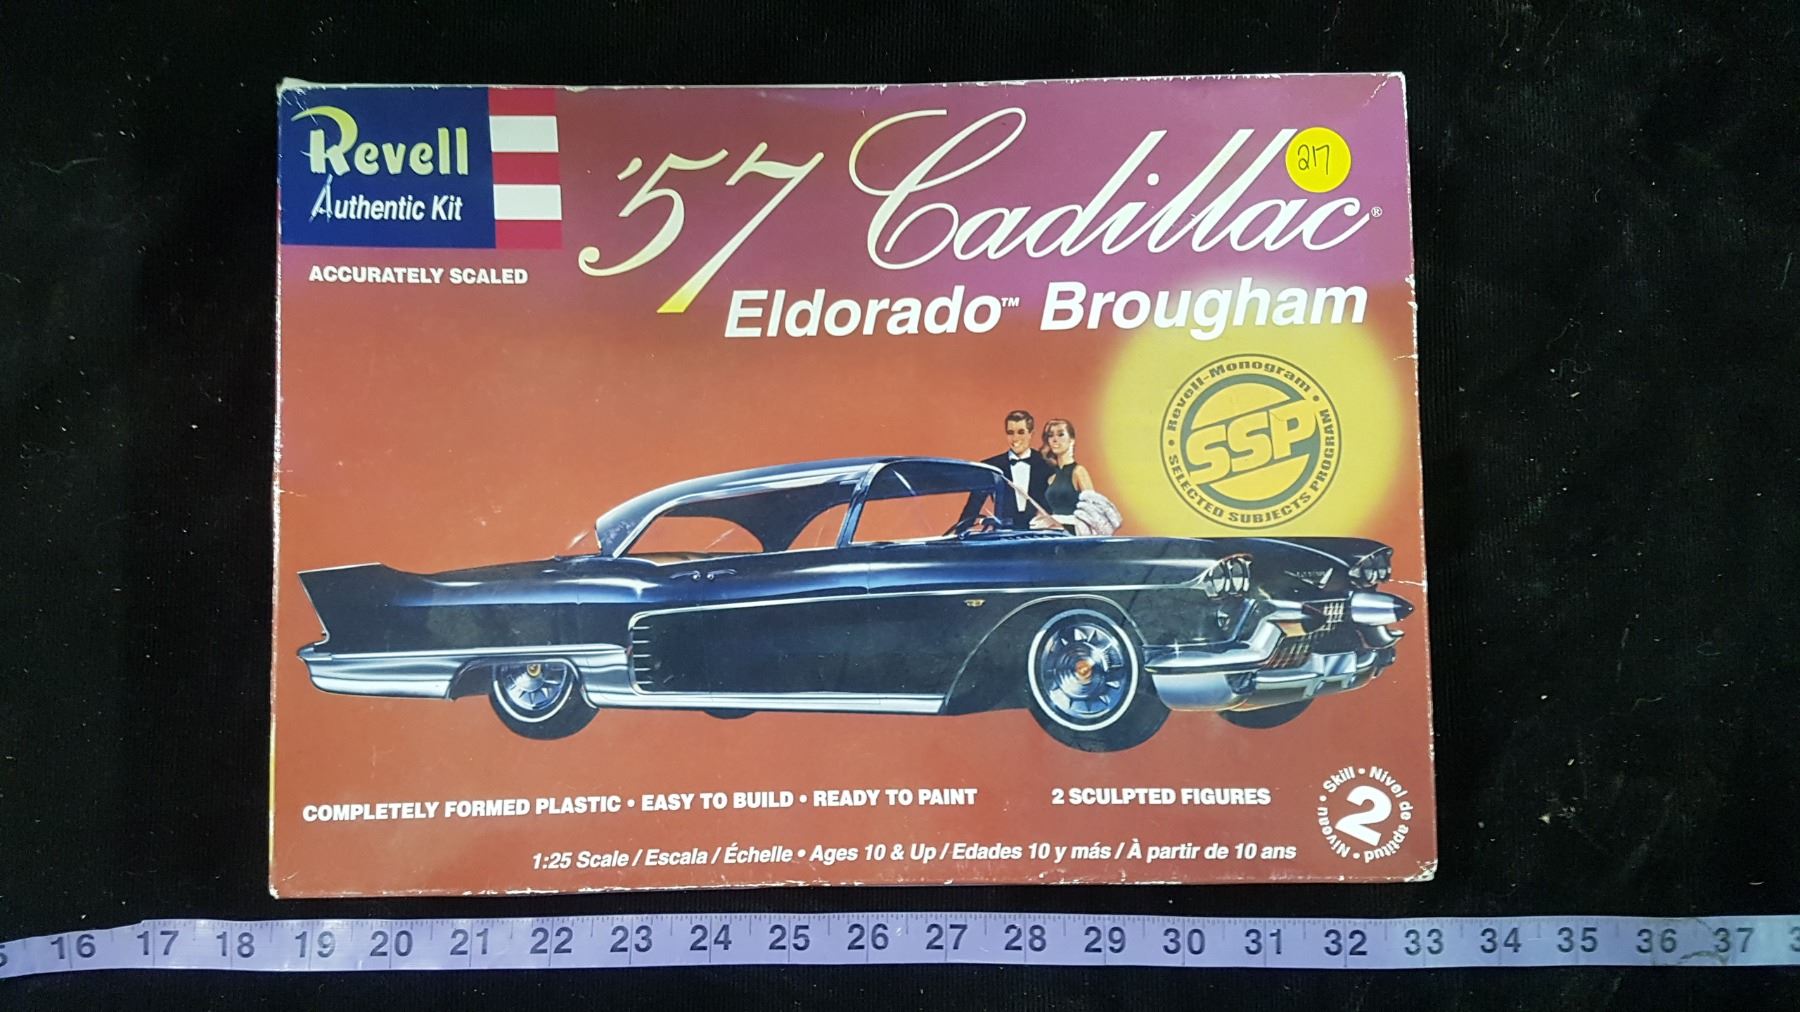 Revell
Authentic Kit
ACCURATELY SCALED
'57 Cadillac®
217
Eldorado™ Brougham
Revell-Monogram
SSP
SELECTED SUBJECTS PROGRAM
COMPLETELY FORMED PLASTIC • EASY TO BUILD • READY TO PAINT
2 SCULPTED FIGURES
Skill • Nivel de aptitud • Niveau •
2
1:25 Scale / Escala / Échelle • Ages 10 & Up / Edades 10 y más / À partir de 10 ans
16 17 18 19 20 21 22 23 24 25 26 27 28 29 30 31 32 33 34 35 36 37